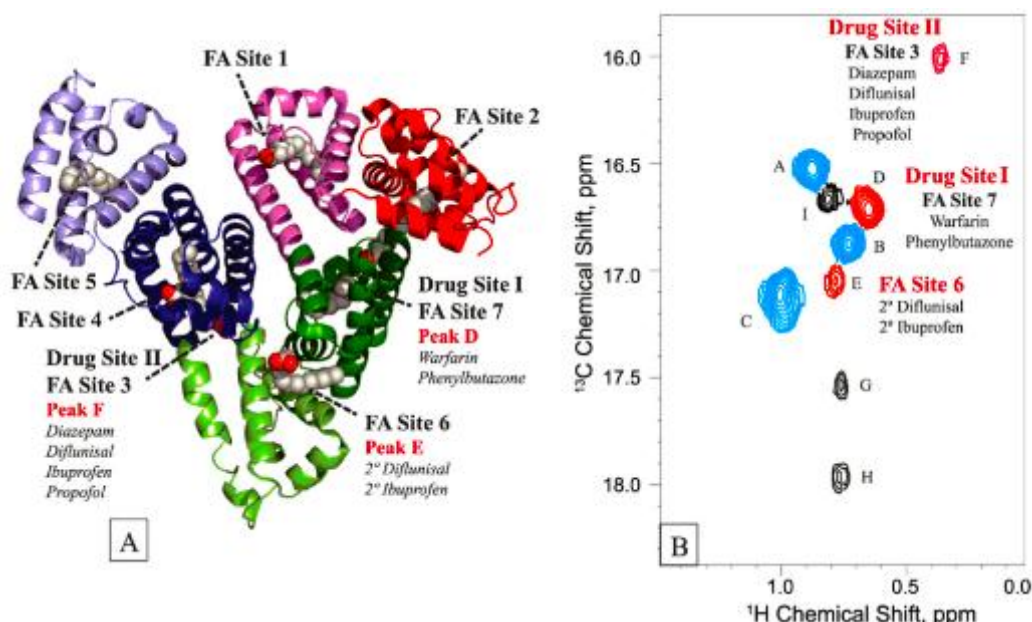 FA Site 1
FA Site 2
FA Site 5
FA Site 4
Drug Site II
FA Site 3
Peak F
Diazepam
Diflunisal
Ibuprofen
Propofol
Drug Site I
FA Site 7
Peak D
Warfarin
Phenylbutazone
FA Site 6
Peak E
2º Diflunisal
2º Ibuprofen
A
Drug Site II
FA Site 3
Diazepam
Diflunisal
Ibuprofen
Propofol
F
A
I
D
Drug Site I
FA Site 7
Warfarin
Phenylbutazone
B
E
FA Site 6
2º Diflunisal
2º Ibuprofen
C
G
H
16.0
16.5
17.0
17.5
18.0
¹³C Chemical Shift, ppm
B
1.0
0.5
0.0
¹H Chemical Shift, ppm